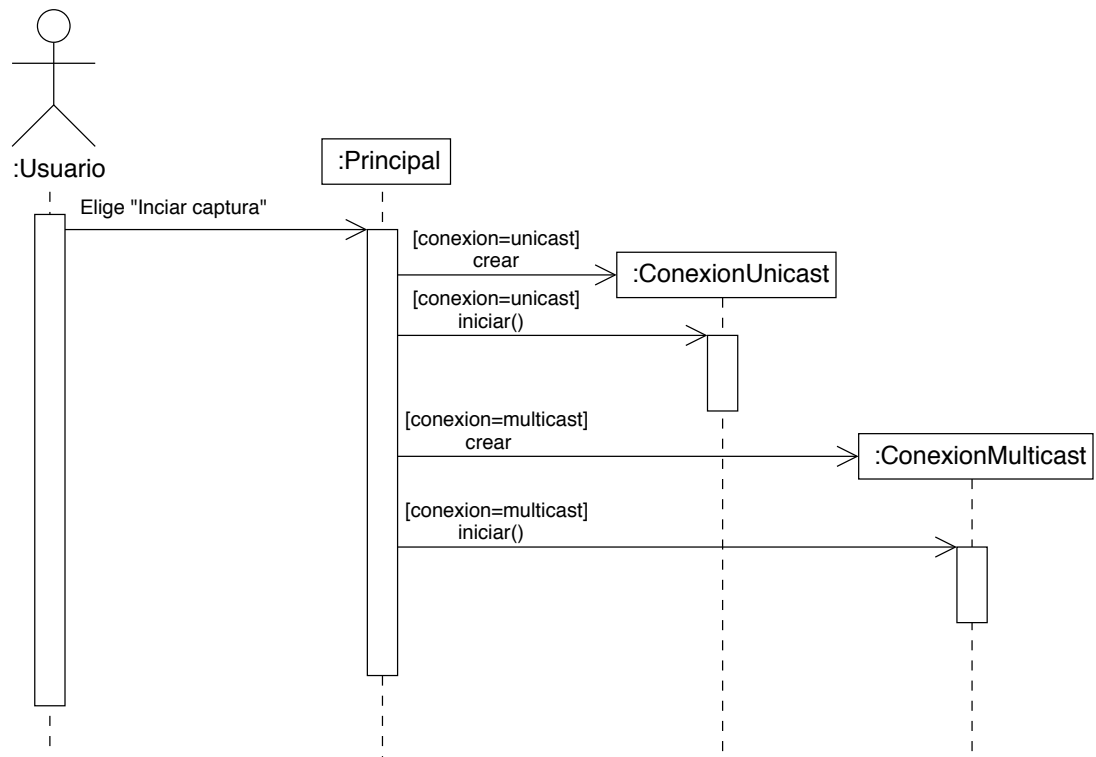 :Usuario
:Principal
Elige "Inciar captura"
[conexion=unicast]
crear
:ConexionUnicast
[conexion=unicast]
iniciar()
[conexion=multicast]
crear
:ConexionMulticast
[conexion=multicast]
iniciar()